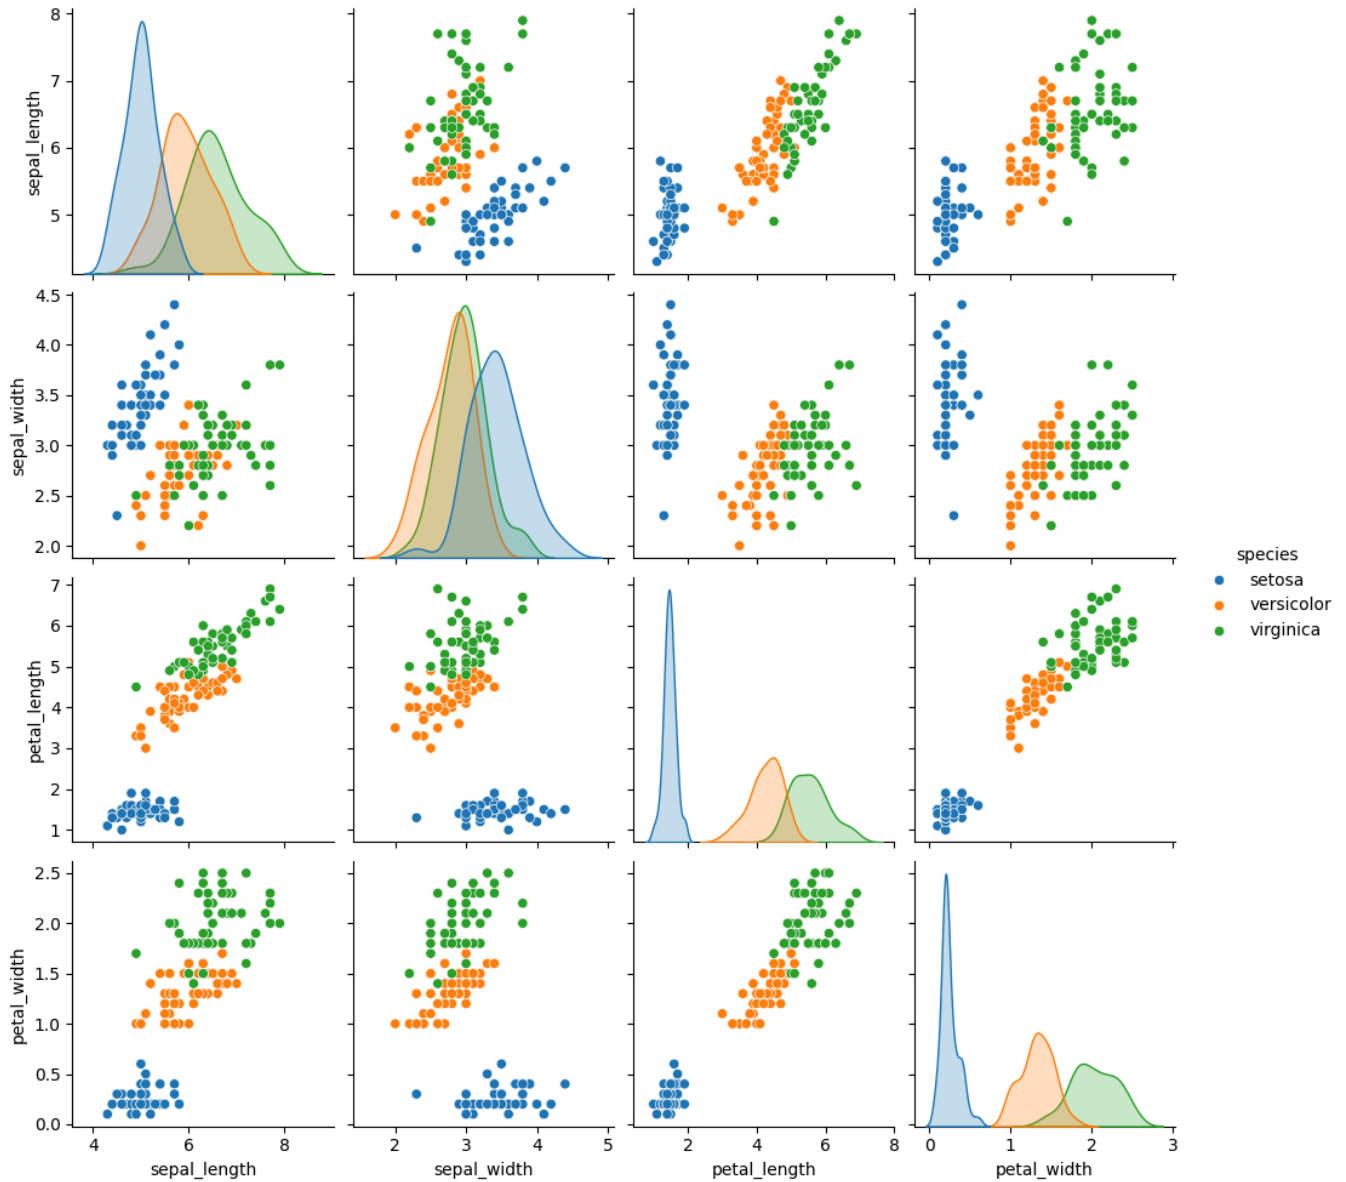 8
7
6
5
sepal_length
4.5
4.0
3.5
3.0
2.5
2.0
sepal_width
species
setosa
versicolor
virginica
7
6
5
4
3
2
1
petal_length
2.5
2.0
1.5
1.0
0.5
0.0
petal_width
4 6 8
2 3 4 5
2 4 6 8
0 1 2 3
sepal_length
sepal_width
petal_length
petal_width